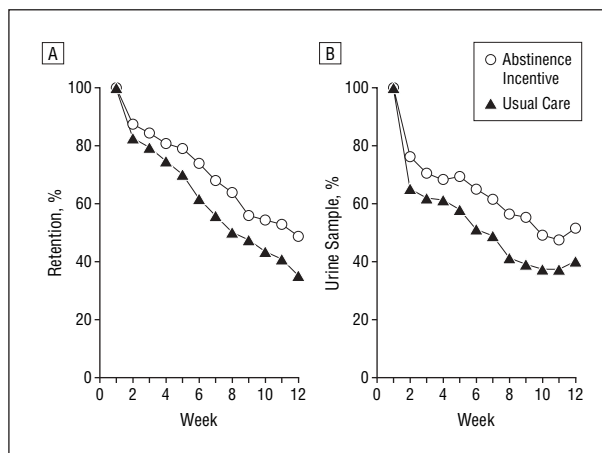 A
B
Abstinence
Incentive
Usual Care
100
80
60
40
20
0
Retention, %
0 2 4 6 8 10 12
Week
100
80
60
40
20
0
Urine Sample, %
0 2 4 6 8 10 12
Week